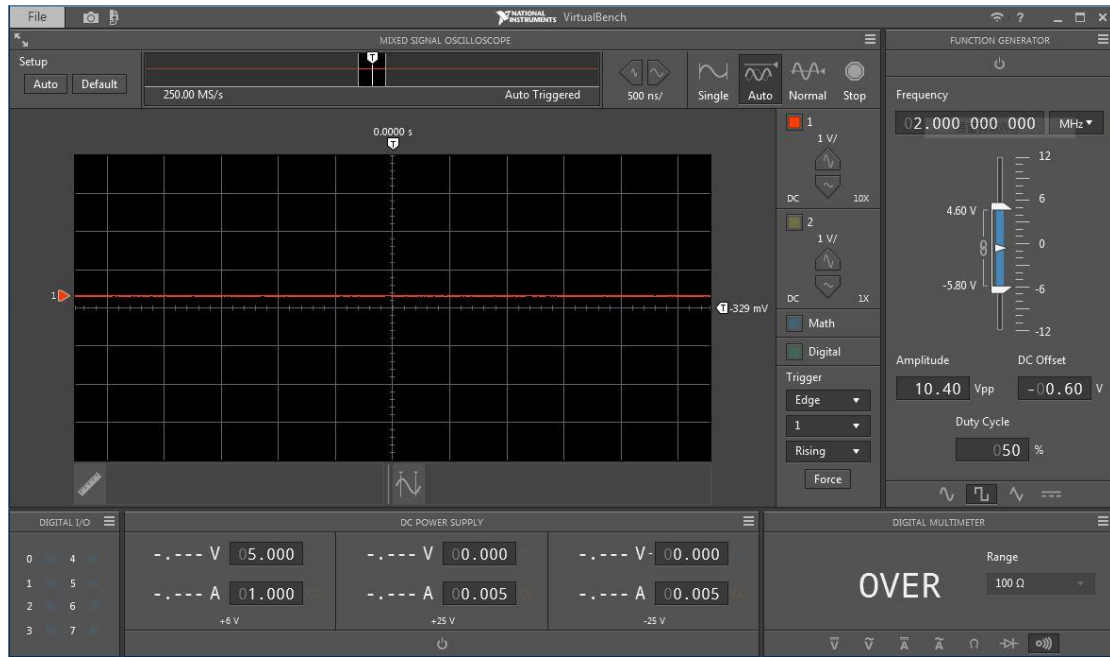 File
NATIONAL INSTRUMENTS VirtualBench
?
MIXED SIGNAL OSCILLOSCOPE
Setup
Auto Default
T
250.00 MS/s Auto Triggered
500 ns/
Single Auto Normal Stop
0.0000 s
T
1
T -329 mV
1
1 V/
DC 10X
2
1 V/
DC 1X
Math
Digital
Trigger
Edge
1
Rising
Force
FUNCTION GENERATOR
Frequency
02.000 000 000 MHz
12
6
0
-6
-12
4.60 V
-5.80 V
Amplitude DC Offset
10.40 Vpp -00.60 V
Duty Cycle
050 %
DIGITAL I/O
0 4
1 5
2 6
3 7
DC POWER SUPPLY
-.--- V 05.000 -.--- V 00.000 -.--- V - 00.000
-.--- A 01.000 -.--- A 00.005 -.--- A 00.005
+6 V +25 V -25 V
DIGITAL MULTIMETER
OVER
Range
100 Ω
V V A A Ω